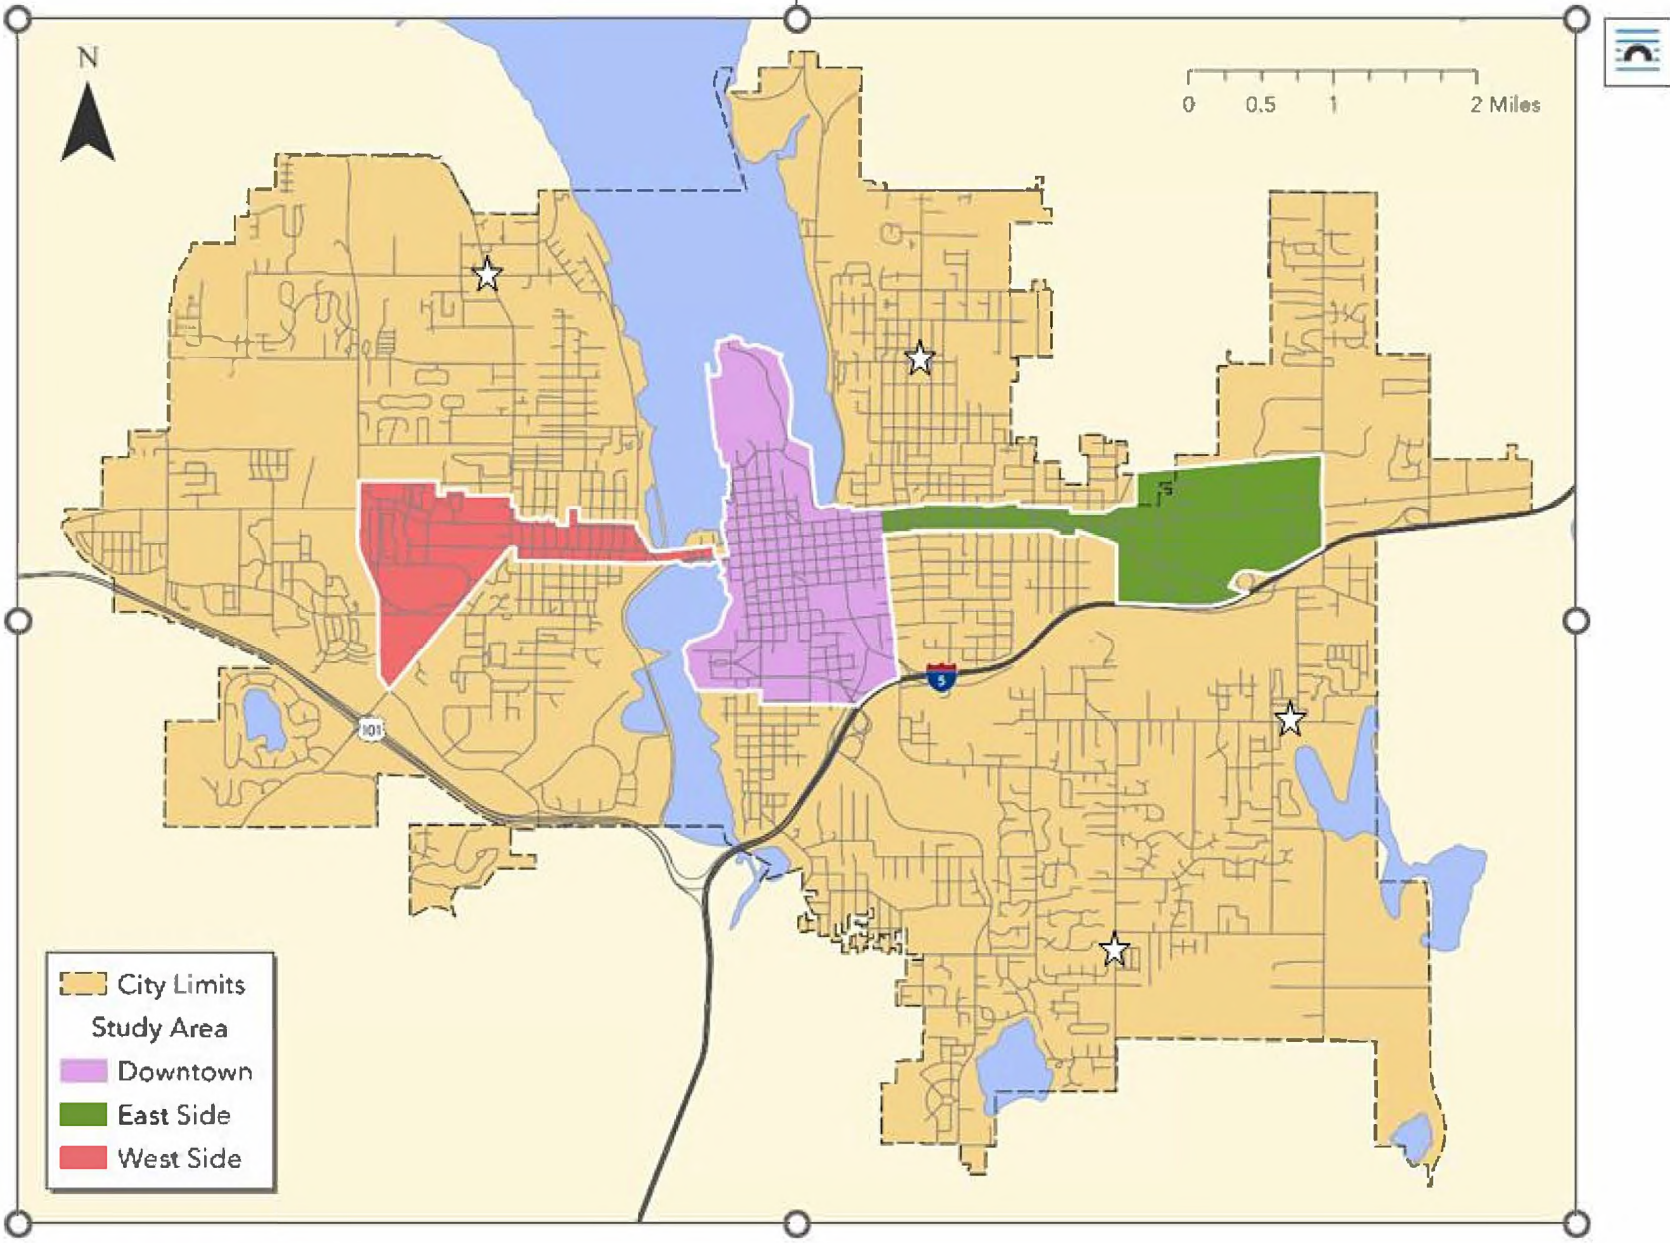 N
0 0.5 1 2 Miles
5
101
City Limits
Study Area
Downtown
East Side
West Side